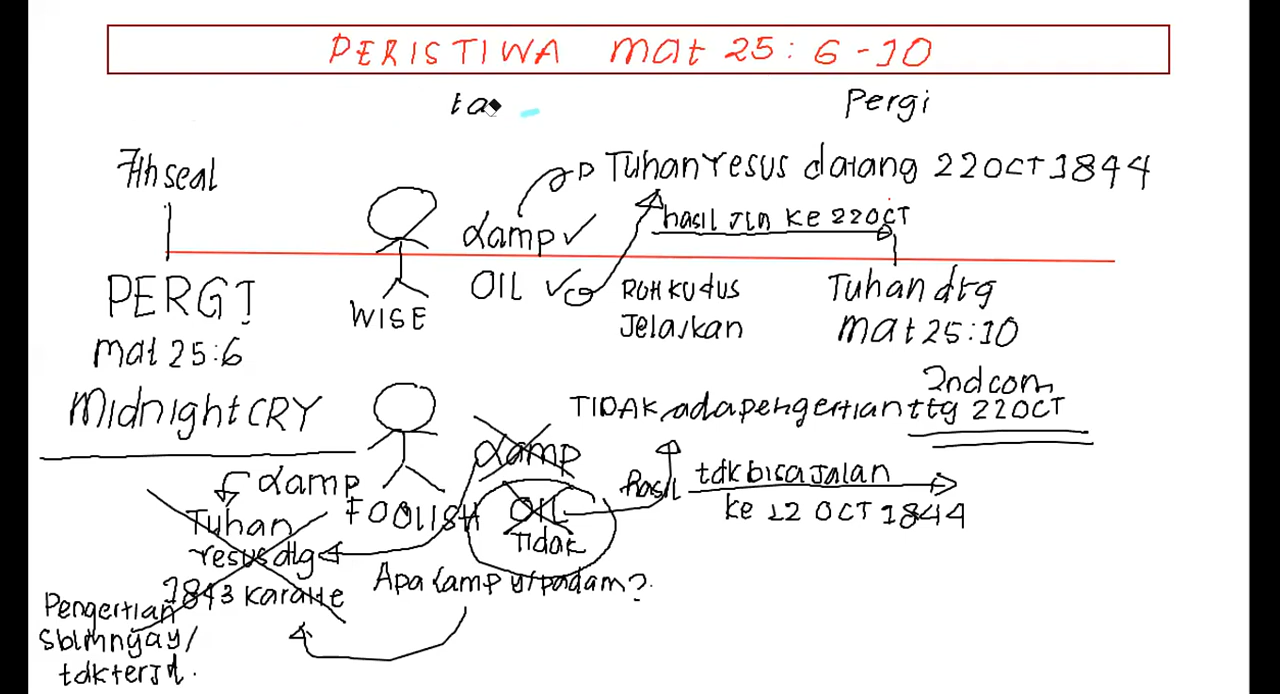 PERISTIWA mat 25: 6-10
ta
Pergi
7th seal
Tuhan Yesus datang 22 OCT 1844
Lamp
hasil JLn ke 22 OCT
OIL
ROH KUdUS
JeLaskan
PERGI
mat 25:6
WISE
Tuhan dtg
mat 25:10
2nd com
MIdnIght CRY
TIDAK ada pengertian ttg 22 OCT
Lamp
Lamp
hasil
tdk bisa Jalan
ke 22 OCT 1844
FOOLISH
OIL
Tidak
Tuhan
Yesus dtg
1843 Karalte
Apa Lamp y/ padam?
Pengertian
Sblmnya y/
tdk terJd.